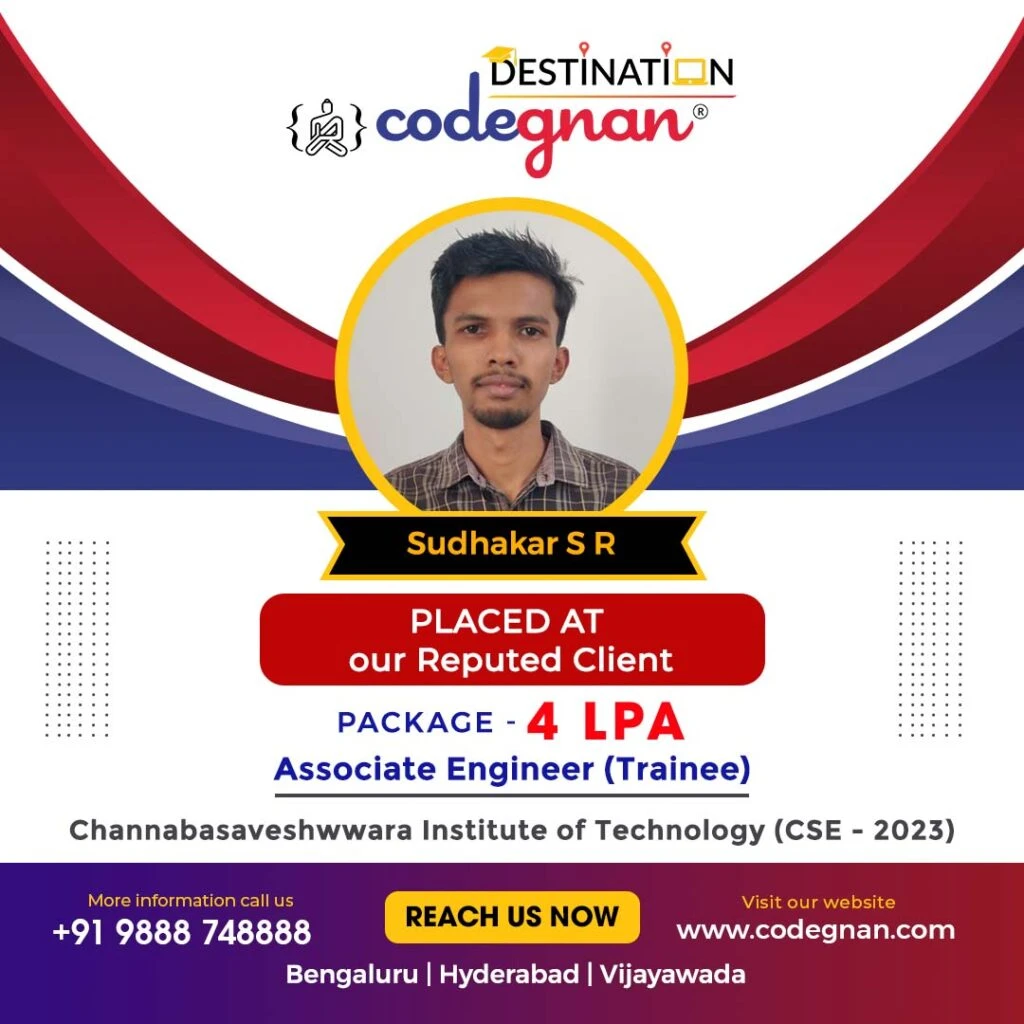 DESTINATION
codegnan®
Sudhakar S R
PLACED AT
our Reputed Client
PACKAGE - 4 LPA
Associate Engineer (Trainee)
Channabasaveshwwara Institute of Technology (CSE - 2023)
More information call us
+91 9888 748888
REACH US NOW
Visit our website
www.codegnan.com
Bengaluru | Hyderabad | Vijayawada